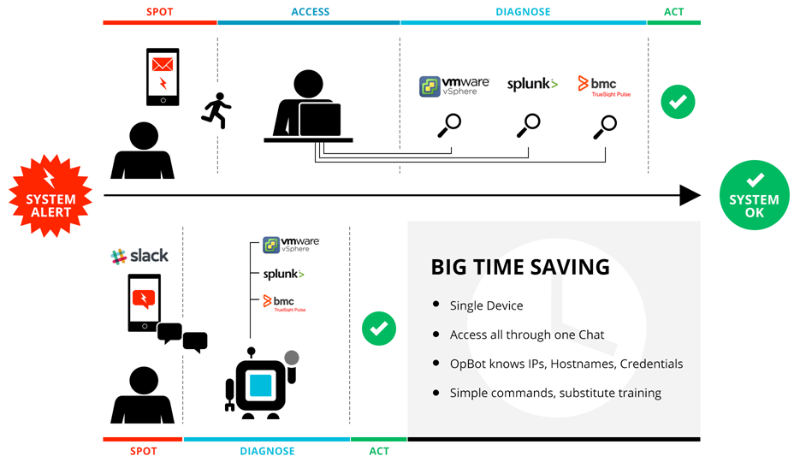 SPOT
ACCESS
DIAGNOSE
ACT
vmware
vSphere
splunk>
bmc
TrueSight Pulse
SYSTEM
ALERT
SYSTEM
OK
slack
vmware
vSphere
splunk>
bmc
TrueSight Pulse
BIG TIME SAVING
• Single Device
• Access all through one Chat
• OpBot knows IPs, Hostnames, Credentials
• Simple commands, substitute training
SPOT
DIAGNOSE
ACT